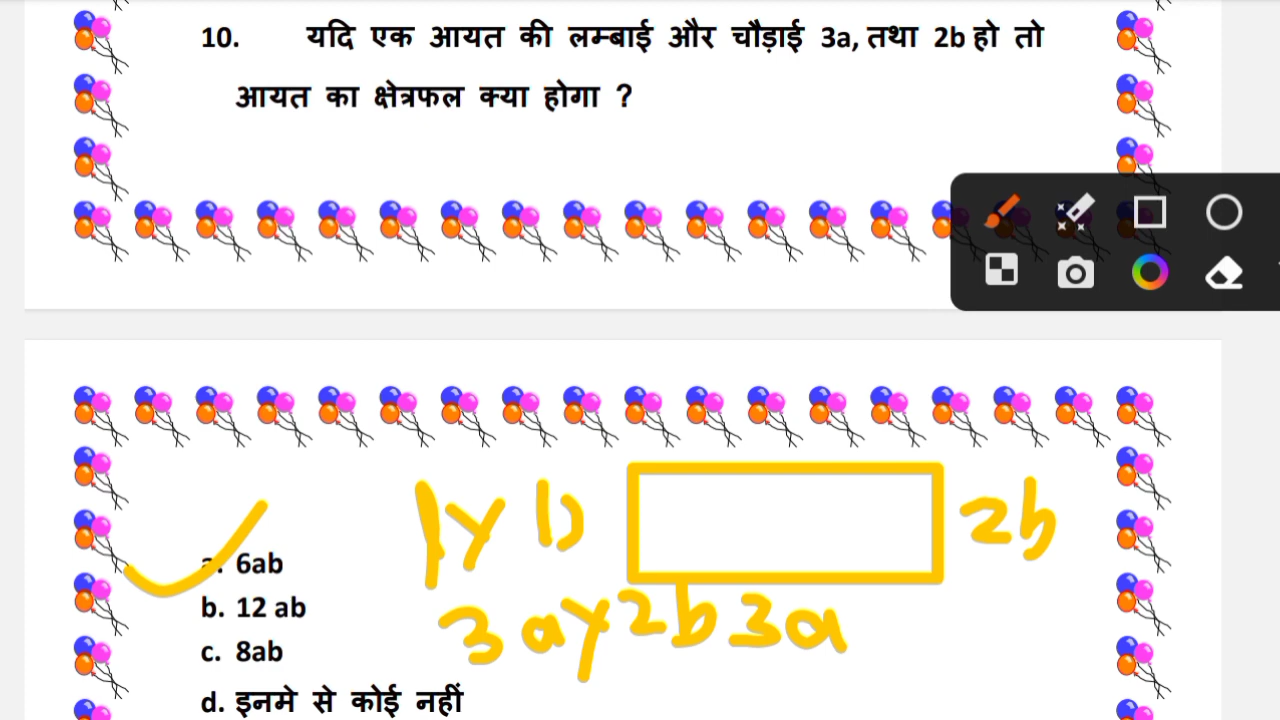 10. यदि एक आयत की लम्बाई और चौड़ाई 3a, तथा 2b हो तो
आयत का क्षेत्रफल क्या होगा ?
2b
a. 6ab
b. 12 ab
3a 2b 3a
c. 8ab
d. इनमे से कोई नहीं